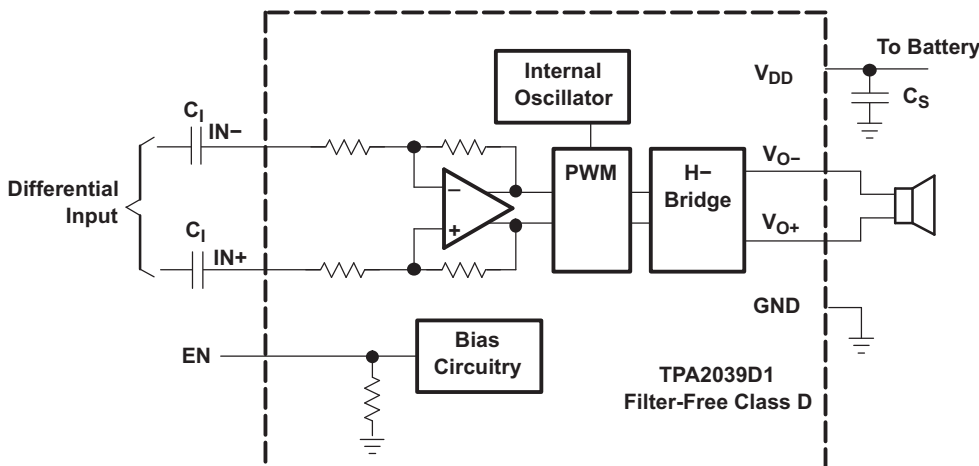 To Battery
Internal
Oscillator
VDD
CS
CI
IN−
Differential
Input
PWM
H−
Bridge
VO−
−
+
CI
IN+
VO+
GND
EN
Bias
Circuitry
TPA2039D1
Filter-Free Class D